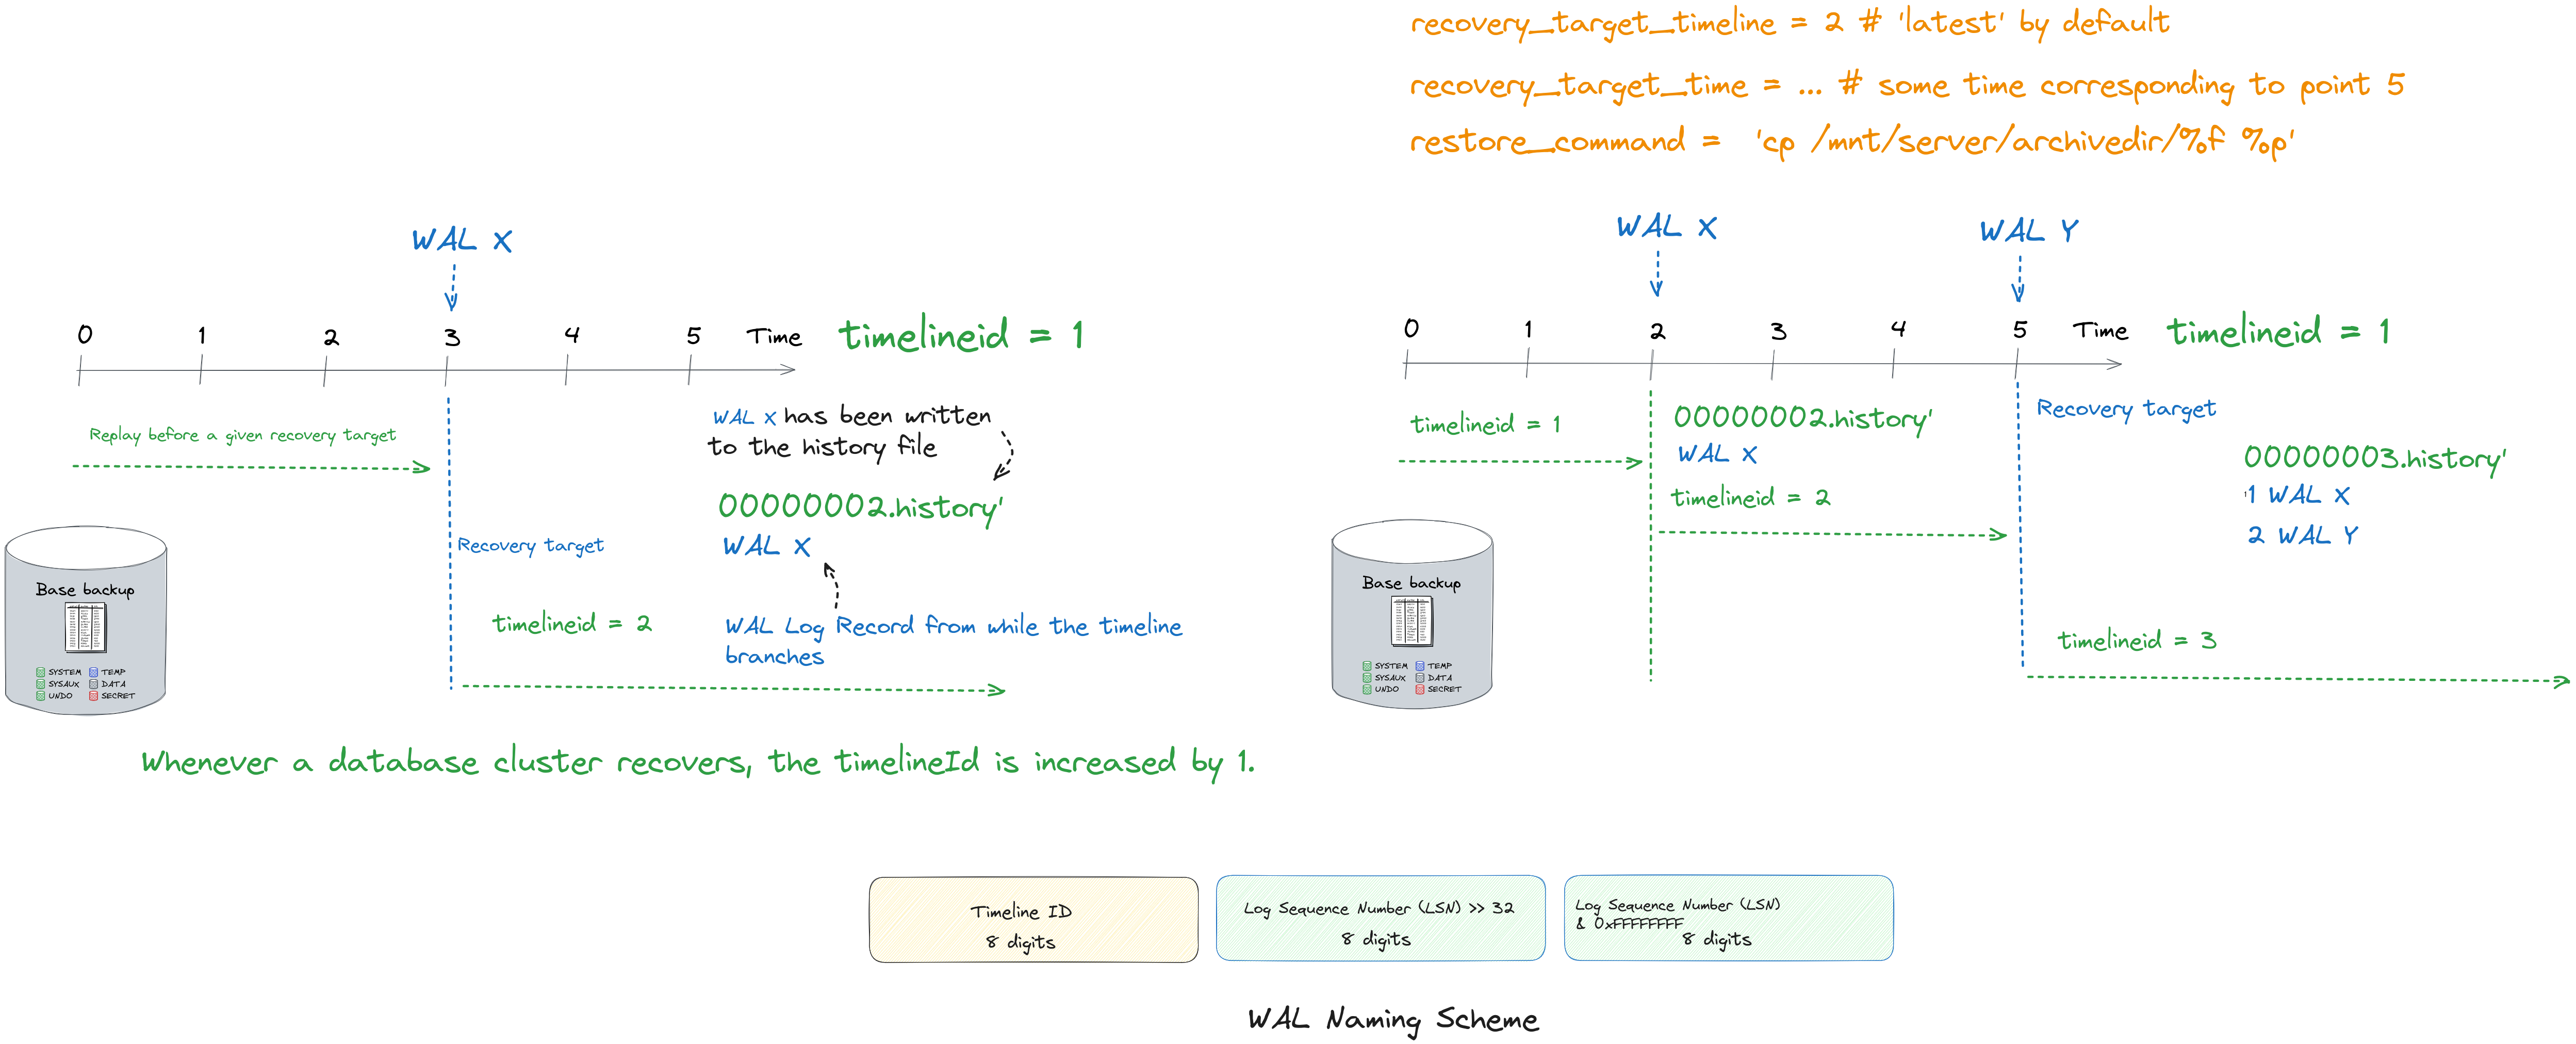 recovery_target_timeline = 2 # 'latest' by default
recovery_target_time = ... # some time corresponding to point 5
restore_command = 'cp /mnt/server/archivedir/%f %p'
WAL X
0 1 2 3 4 5 Time timelineid = 1
Replay before a given recovery target
WAL X has been written
to the history file
00000002.history'
WAL X
Recovery target
timelineid = 2
WAL Log Record from while the timeline
branches
Base backup
SYSTEM TEMP
SYSAUX DATA
UNDO SECRET
Whenever a database cluster recovers, the timelineId is increased by 1.
WAL X
WAL Y
0 1 2 3 4 5 Time timelineid = 1
timelineid = 1
00000002.history'
WAL X
timelineid = 2
Recovery target
00000003.history'
'1 WAL X
2 WAL Y
timelineid = 3
Base backup
SYSTEM TEMP
SYSAUX DATA
UNDO SECRET
Timeline ID
8 digits
Log Sequence Number (LSN) >> 32
8 digits
Log Sequence Number (LSN)
& 0xFFFFFFFF
8 digits
WAL Naming Scheme